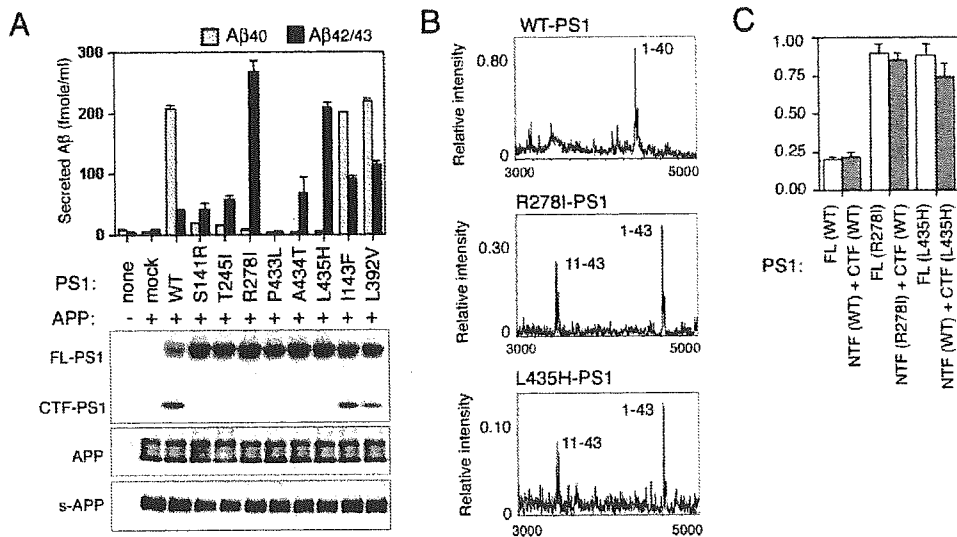 A
Aβ40 Aβ42/43
Secreted Aβ (fmole/ml)
300
200
100
0
PS1: none mock WT S141R T245I R278I P433L A434T L435H I143F L392V
APP: - + + + + + + + + + +
FL-PS1
CTF-PS1
APP
s-APP
B
WT-PS1
Relative intensity
0.80
0
1-40
3000 5000
R278I-PS1
Relative intensity
0.30
0
11-43
1-43
3000 5000
L435H-PS1
Relative intensity
0.10
0
11-43
1-43
3000 5000
C
1.00
0.75
0.50
0.25
0.00
PS1:
FL (WT)
NTF (WT) + CTF (WT)
FL (R278I)
NTF (R278I) + CTF (WT)
FL (L435H)
NTF (WT) + CTF (L435H)